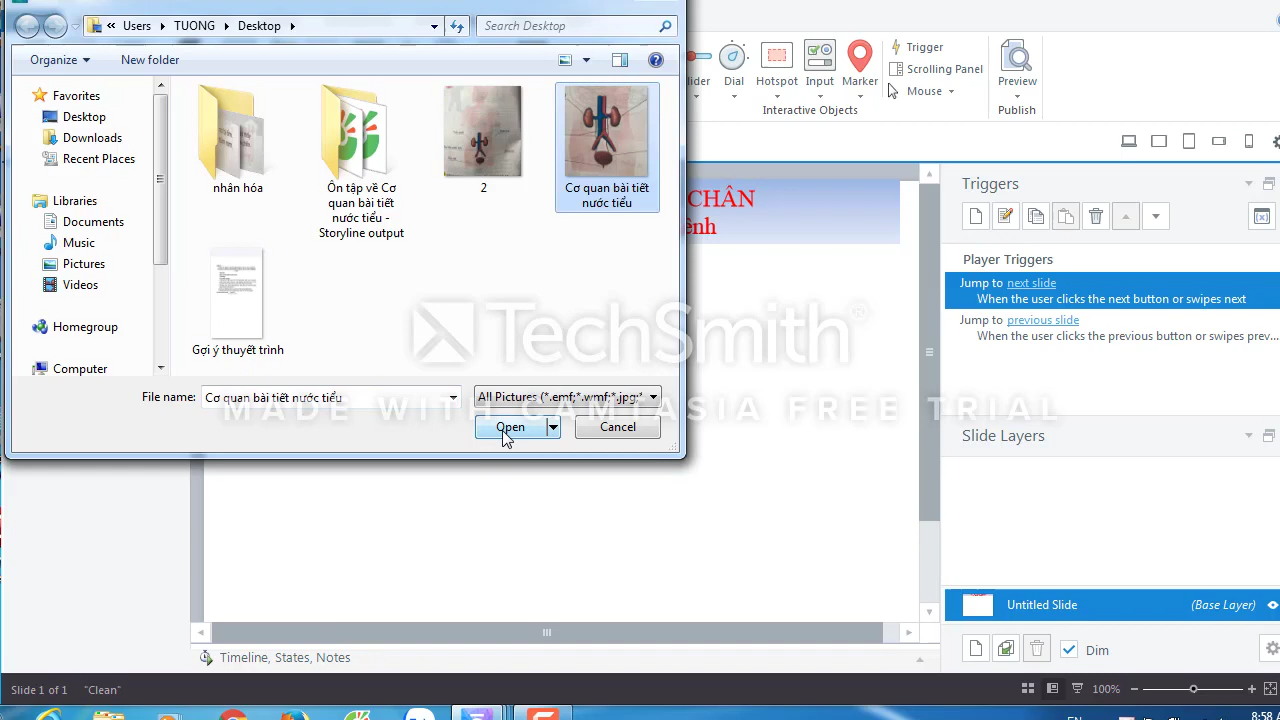 Users
TUONG
Desktop
Search Desktop
Organize
New folder
Favorites
Desktop
Downloads
Recent Places
Libraries
Documents
Music
Pictures
Videos
Homegroup
Computer
nhân hóa
Ôn tập về Cơ
quan bài tiết
nước tiểu -
Storyline output
2
Cơ quan bài tiết
nước tiểu
Gợi ý thuyết trình
File name:
Cơ quan bài tiết nước tiểu
All Pictures (*.emf;*.wmf;*.jpg;*
Open
Cancel
lider
Dial
Hotspot
Input
Marker
Trigger
Scrolling Panel
Mouse
Preview
Interactive Objects
Publish
CHÂN
ệnh
TechSmith®
MADE WITH CAMTASIA FREE TRIAL
Triggers
Player Triggers
Jump to next slide
When the user clicks the next button or swipes next
Jump to previous slide
When the user clicks the previous button or swipes prev...
Slide Layers
Untitled Slide
(Base Layer)
Dim
Timeline, States, Notes
Slide 1 of 1
"Clean"
100%
EN
8:58